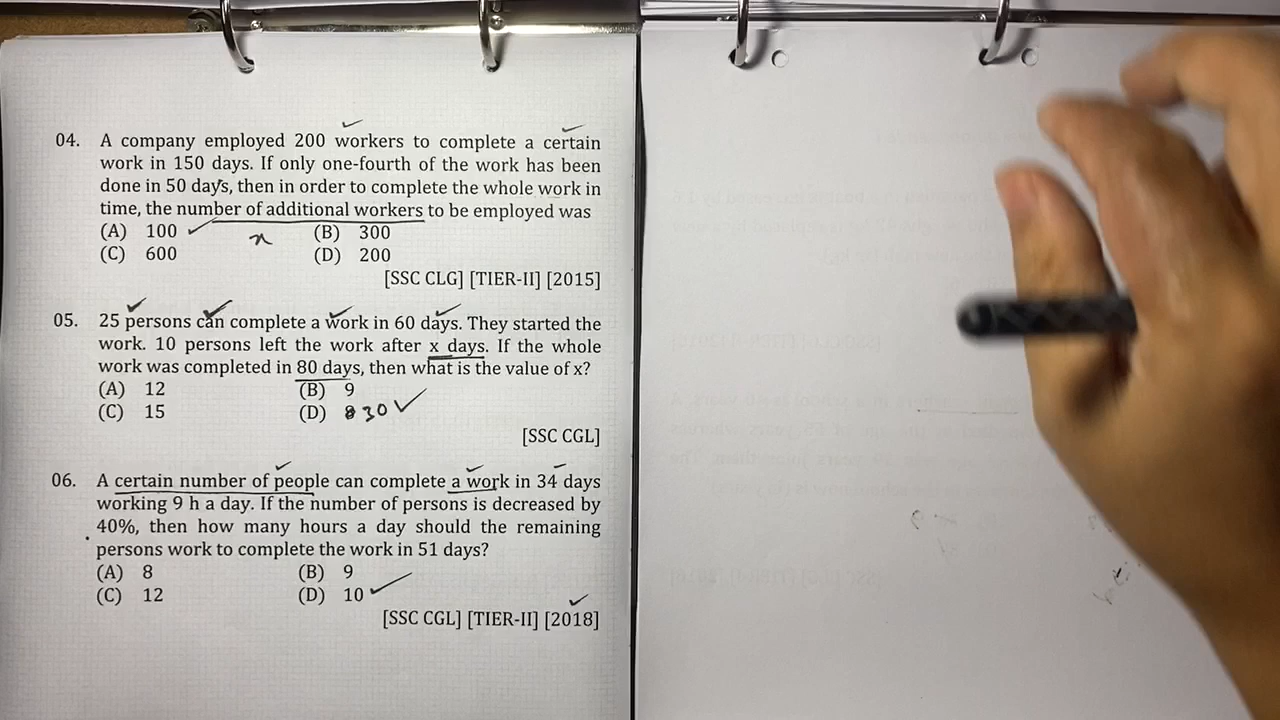 04. A company employed 200 workers to complete a certain
work in 150 days. If only one-fourth of the work has been
done in 50 days, then in order to complete the whole work in
time, the number of additional workers to be employed was
(A) 100 (B) 300
x
(C) 600 (D) 200
[SSC CLG] [TIER-II] [2015]
05. 25 persons can complete a work in 60 days. They started the
work. 10 persons left the work after x days. If the whole
work was completed in 80 days, then what is the value of x?
(A) 12 (B) 9
(C) 15 (D) 8 30
[SSC CGL]
06. A certain number of people can complete a work in 34 days
working 9 h a day. If the number of persons is decreased by
40%, then how many hours a day should the remaining
persons work to complete the work in 51 days?
(A) 8 (B) 9
(C) 12 (D) 10
[SSC CGL] [TIER-II] [2018]